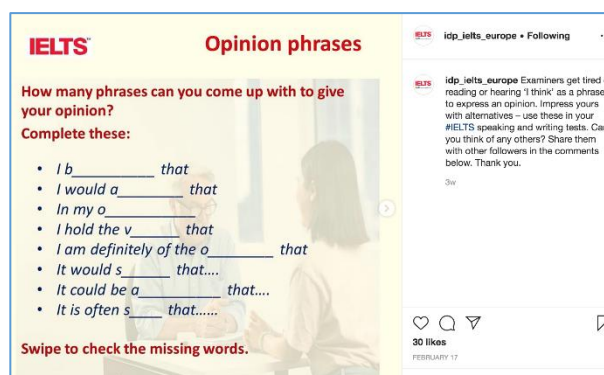 IELTS
Opinion phrases
How many phrases can you come up with to give
your opinion?
Complete these:
• I b__________ that
• I would a________ that
• In my o___________
• I hold the v______ that
• I am definitely of the o________ that
• It would s______ that....
• It could be a__________ that....
• It is often s____ that......
Swipe to check the missing words.
IELTS
idp_ielts_europe • Following
IELTS
idp_ielts_europe Examiners get tired
reading or hearing 'I think' as a phrase
to express an opinion. Impress yours
with alternatives – use these in your
#IELTS speaking and writing tests. Can
you think of any others? Share them
with other followers in the comments
below. Thank you.
3w
30 likes
FEBRUARY 17